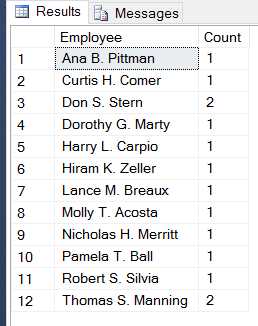 Results Messages
Employee Count
1 Ana B. Pittman 1
2 Curtis H. Comer 1
3 Don S. Stern 2
4 Dorothy G. Marty 1
5 Harry L. Carpio 1
6 Hiram K. Zeller 1
7 Lance M. Breaux 1
8 Molly T. Acosta 1
9 Nicholas H. Merritt 1
10 Pamela T. Ball 1
11 Robert S. Silvia 1
12 Thomas S. Manning 2